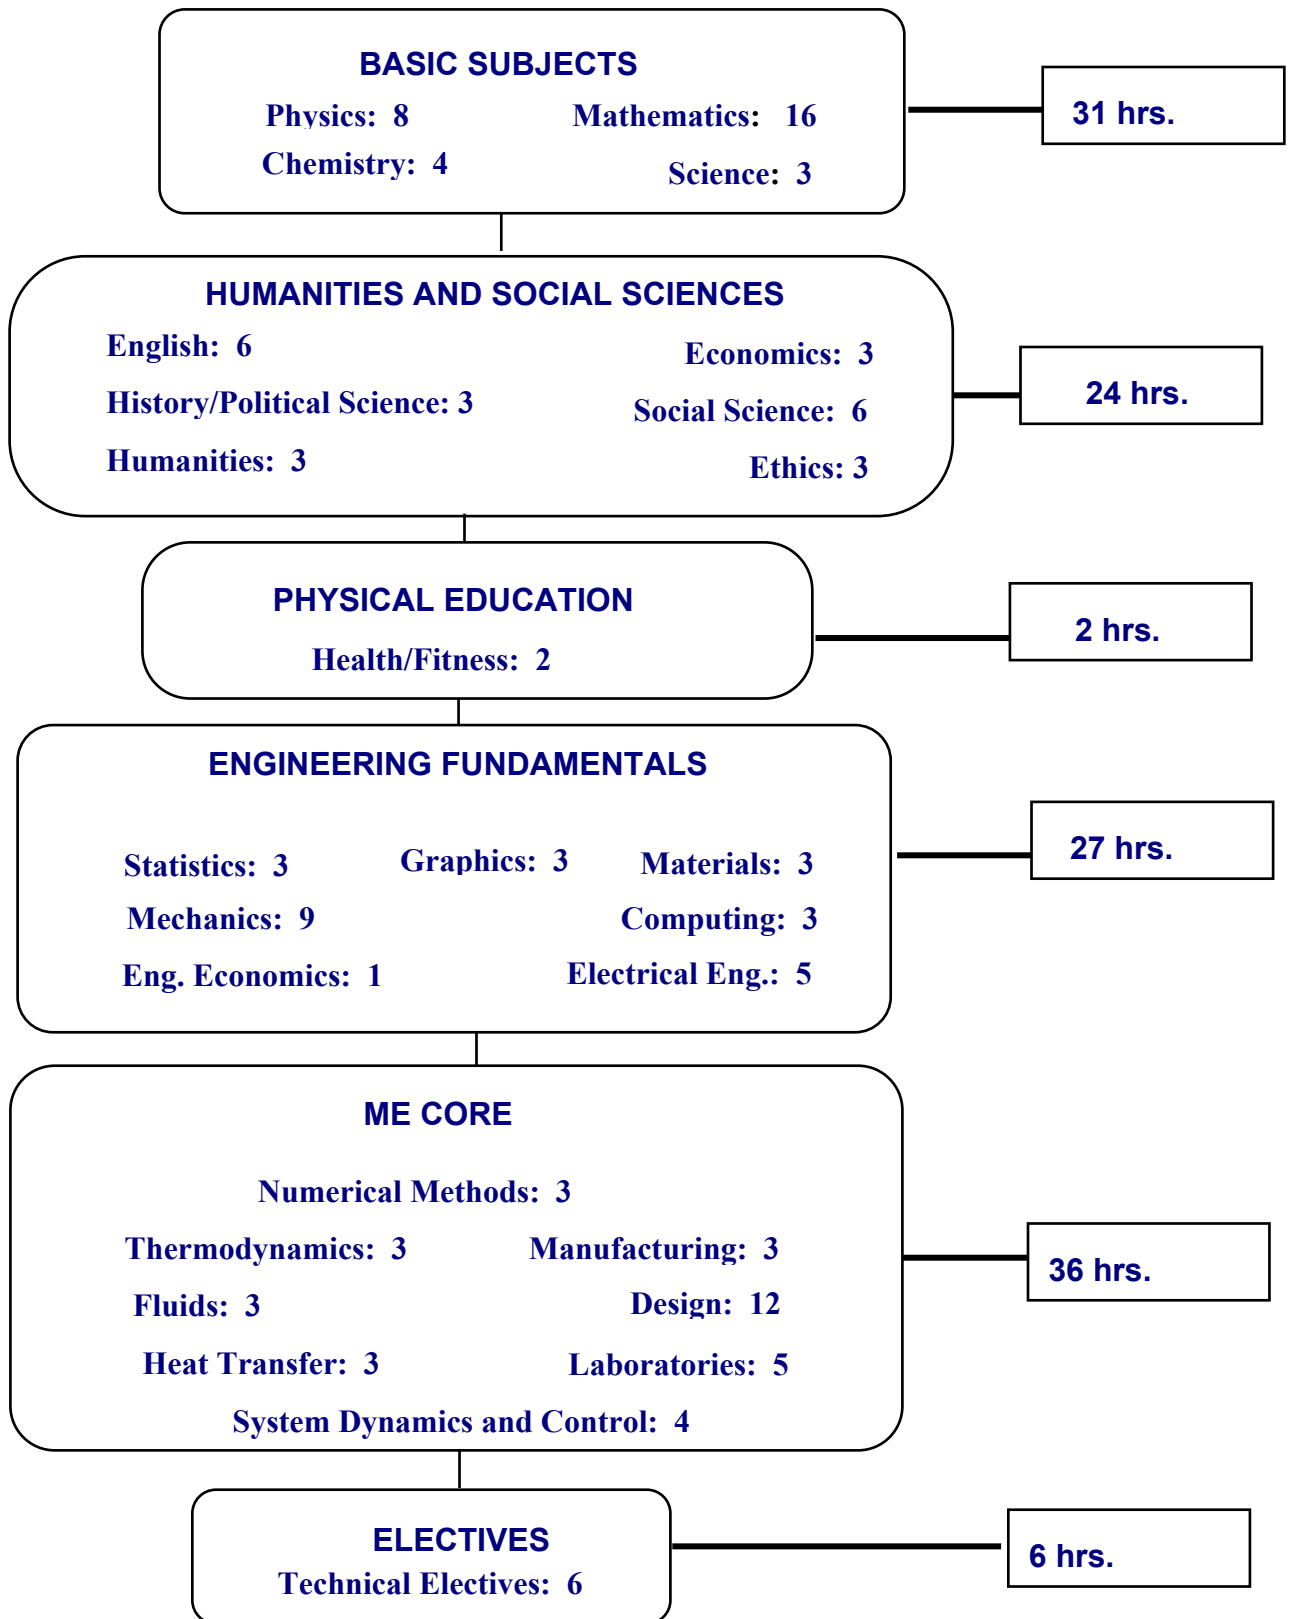 BASIC SUBJECTS
Physics: 8 Mathematics: 16
31 hrs.
Chemistry: 4 Science: 3
HUMANITIES AND SOCIAL SCIENCES
English: 6 Economics: 3
History/Political Science: 3 Social Science: 6
24 hrs.
Humanities: 3 Ethics: 3
PHYSICAL EDUCATION
Health/Fitness: 2
2 hrs.
ENGINEERING FUNDAMENTALS
Statistics: 3 Graphics: 3 Materials: 3
27 hrs.
Mechanics: 9 Computing: 3
Eng. Economics: 1 Electrical Eng.: 5
ME CORE
Numerical Methods: 3
Thermodynamics: 3 Manufacturing: 3
36 hrs.
Fluids: 3 Design: 12
Heat Transfer: 3 Laboratories: 5
System Dynamics and Control: 4
ELECTIVES
Technical Electives: 6
6 hrs.